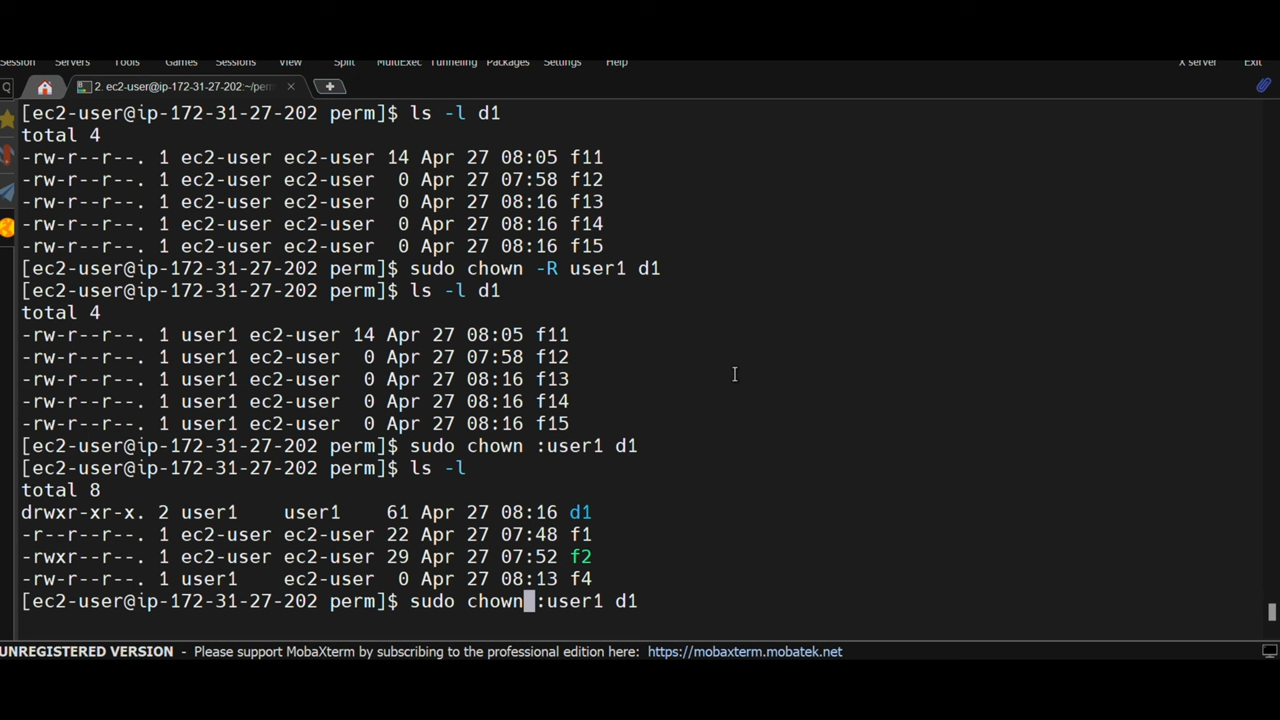 Session Servers Tools Games Sessions View Split MultiExec Tunneling Packages Settings Help X server Exit
2. ec2-user@ip-172-31-27-202:~/perm
[ec2-user@ip-172-31-27-202 perm]$ ls -l d1
total 4
-rw-r--r--. 1 ec2-user ec2-user 14 Apr 27 08:05 f11
-rw-r--r--. 1 ec2-user ec2-user  0 Apr 27 07:58 f12
-rw-r--r--. 1 ec2-user ec2-user  0 Apr 27 08:16 f13
-rw-r--r--. 1 ec2-user ec2-user  0 Apr 27 08:16 f14
-rw-r--r--. 1 ec2-user ec2-user  0 Apr 27 08:16 f15
[ec2-user@ip-172-31-27-202 perm]$ sudo chown -R user1 d1
[ec2-user@ip-172-31-27-202 perm]$ ls -l d1
total 4
-rw-r--r--. 1 user1 ec2-user 14 Apr 27 08:05 f11
-rw-r--r--. 1 user1 ec2-user  0 Apr 27 07:58 f12
-rw-r--r--. 1 user1 ec2-user  0 Apr 27 08:16 f13
-rw-r--r--. 1 user1 ec2-user  0 Apr 27 08:16 f14
-rw-r--r--. 1 user1 ec2-user  0 Apr 27 08:16 f15
[ec2-user@ip-172-31-27-202 perm]$ sudo chown :user1 d1
[ec2-user@ip-172-31-27-202 perm]$ ls -l
total 8
drwxr-xr-x. 2 user1    user1    61 Apr 27 08:16 d1
-r--r--r--. 1 ec2-user ec2-user 22 Apr 27 07:48 f1
-rwxr--r--. 1 ec2-user ec2-user 29 Apr 27 07:52 f2
-rw-r--r--. 1 user1    ec2-user  0 Apr 27 08:13 f4
[ec2-user@ip-172-31-27-202 perm]$ sudo chown :user1 d1
UNREGISTERED VERSION - Please support MobaXterm by subscribing to the professional edition here: https://mobaxterm.mobatek.net